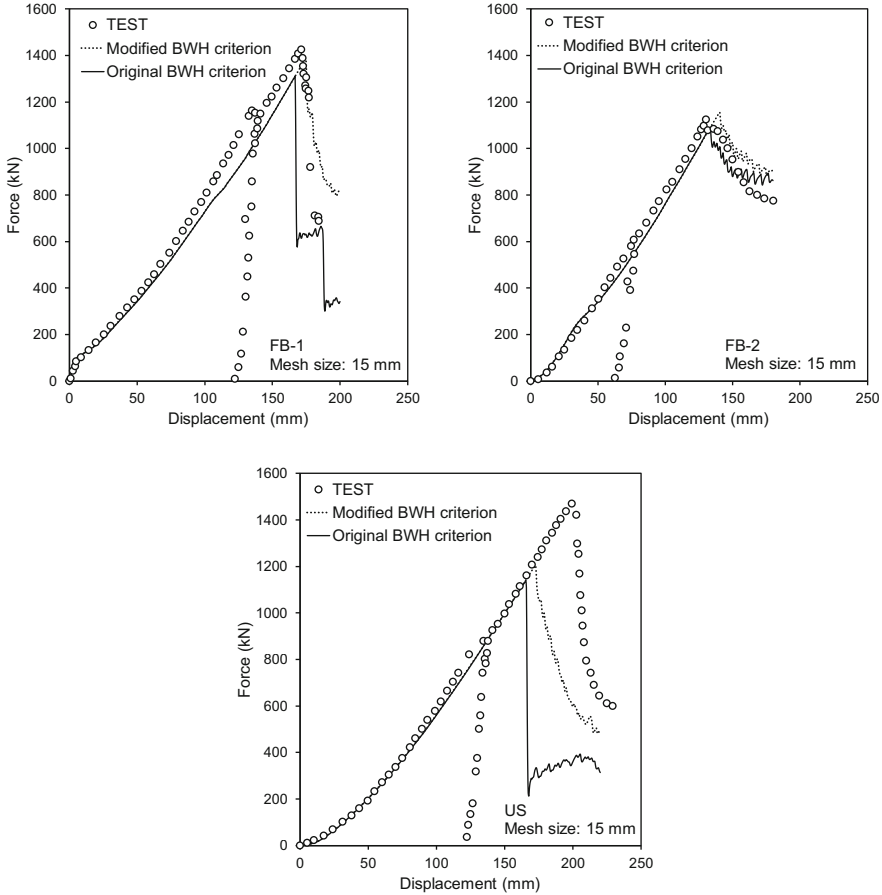 1600
1400
1200
1000
800
600
400
200
0
Force (kN)
TEST
Modified BWH criterion
Original BWH criterion
FB-1
Mesh size: 15 mm
0 50 100 150 200 250
Displacement (mm)
1600
1400
1200
1000
800
600
400
200
0
Force (kN)
TEST
Modified BWH criterion
Original BWH criterion
FB-2
Mesh size: 15 mm
0 50 100 150 200 250
Displacement (mm)
1600
1400
1200
1000
800
600
400
200
0
Force (kN)
TEST
Modified BWH criterion
Original BWH criterion
US
Mesh size: 15 mm
0 50 100 150 200 250
Displacement (mm)